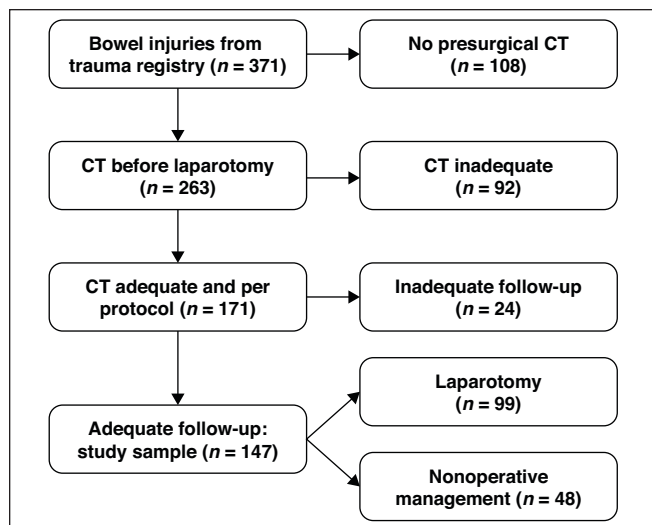 Bowel injuries from
trauma registry (n = 371)
No presurgical CT
(n = 108)
CT before laparotomy
(n = 263)
CT inadequate
(n = 92)
CT adequate and per
protocol (n = 171)
Inadequate follow-up
(n = 24)
Adequate follow-up:
study sample (n = 147)
Laparotomy
(n = 99)
Nonoperative
management (n = 48)